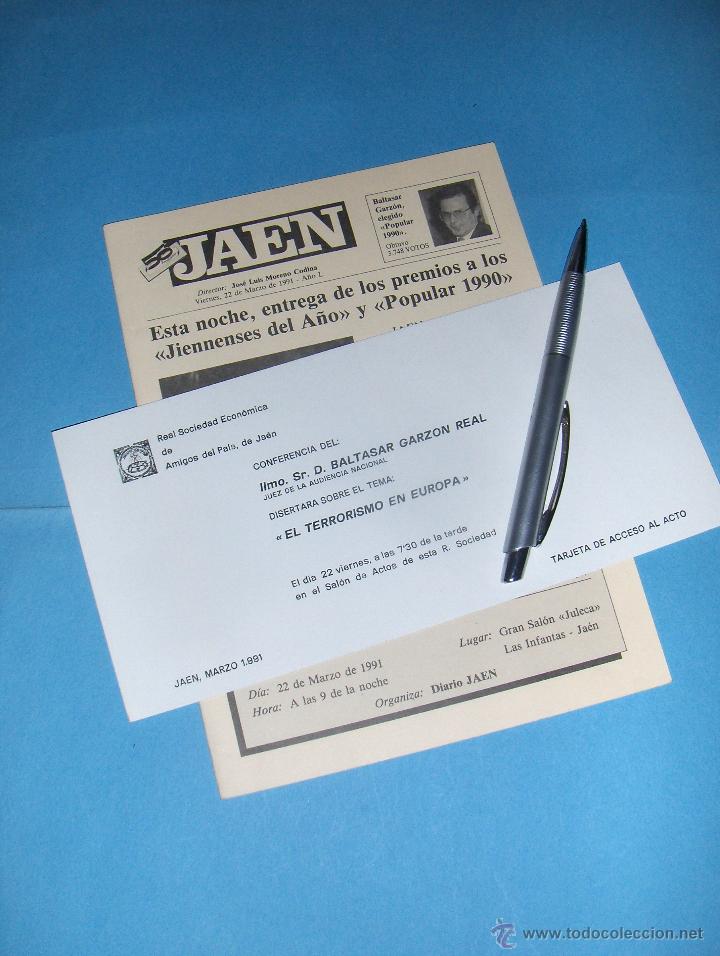 50
JAEN
Director: José Luis Moreno Codina
Viernes, 22 de Marzo de 1991 - Año L
Baltasar
Garzón,
elegido
«Popular
1990».
Obtuvo
3.748 VOTOS
Esta noche, entrega de los premios a los
«Jiennenses del Año» y «Popular 1990»
Real Sociedad Económica
de
Amigos del País, de Jaén
CONFERENCIA DEL:
Ilmo. Sr. D. BALTASAR GARZON REAL
JUEZ DE LA AUDIENCIA NACIONAL
DISERTARA SOBRE EL TEMA:
«EL TERRORISMO EN EUROPA»
El día 22 viernes, a las 7'30 de la tarde
en el Salón de Actos de esta R. Sociedad
TARJETA DE ACCESO AL ACTO
JAEN, MARZO 1.991
Día: 22 de Marzo de 1991
Hora: A las 9 de la noche
Lugar: Gran Salón «Juleca»
Las Infantas - Jaén
Organiza: Diario JAEN
© todocoleccion.net